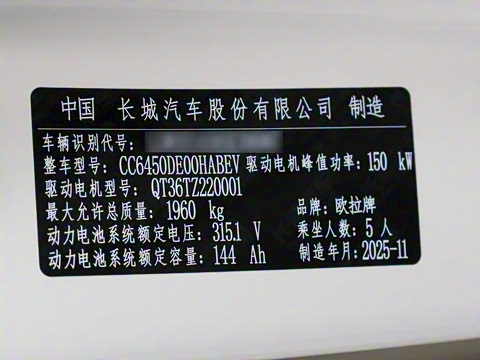 中国 长城汽车股份有限公司 制造
车辆识别代号:
整车型号: CC6450DE00HABEV 驱动电机峰值功率: 150 kW
驱动电机型号: QT36TZ220001
最大允许总质量: 1960 kg 品牌: 欧拉牌
动力电池系统额定电压: 315.1 V 乘坐人数: 5 人
动力电池系统额定容量: 144 Ah 制造年月: 2025-11